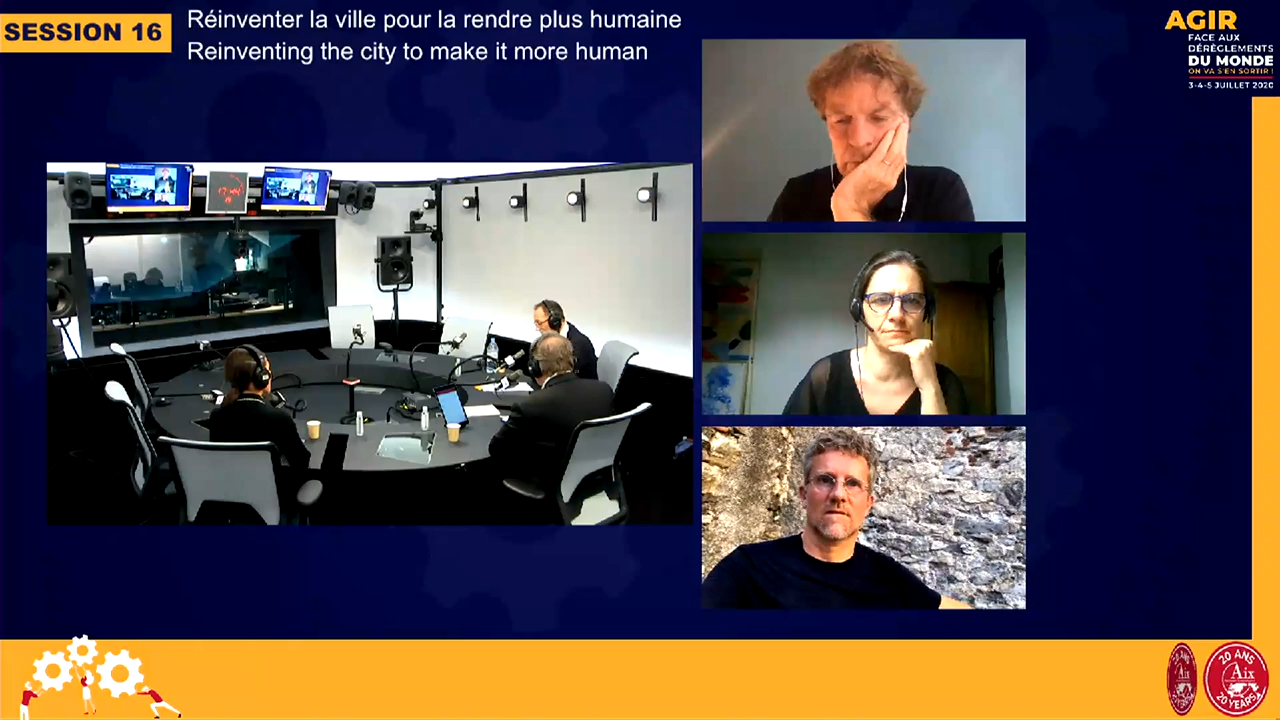 SESSION 16
Réinventer la ville pour la rendre plus humaine
Reinventing the city to make it more human
AGIR
FACE AUX
DÉRÈGLEMENTS
DU MONDE
ON VA S'EN SORTIR !
3-4-5 JUILLET 2020
20 ANS
Aix
20 YEARS